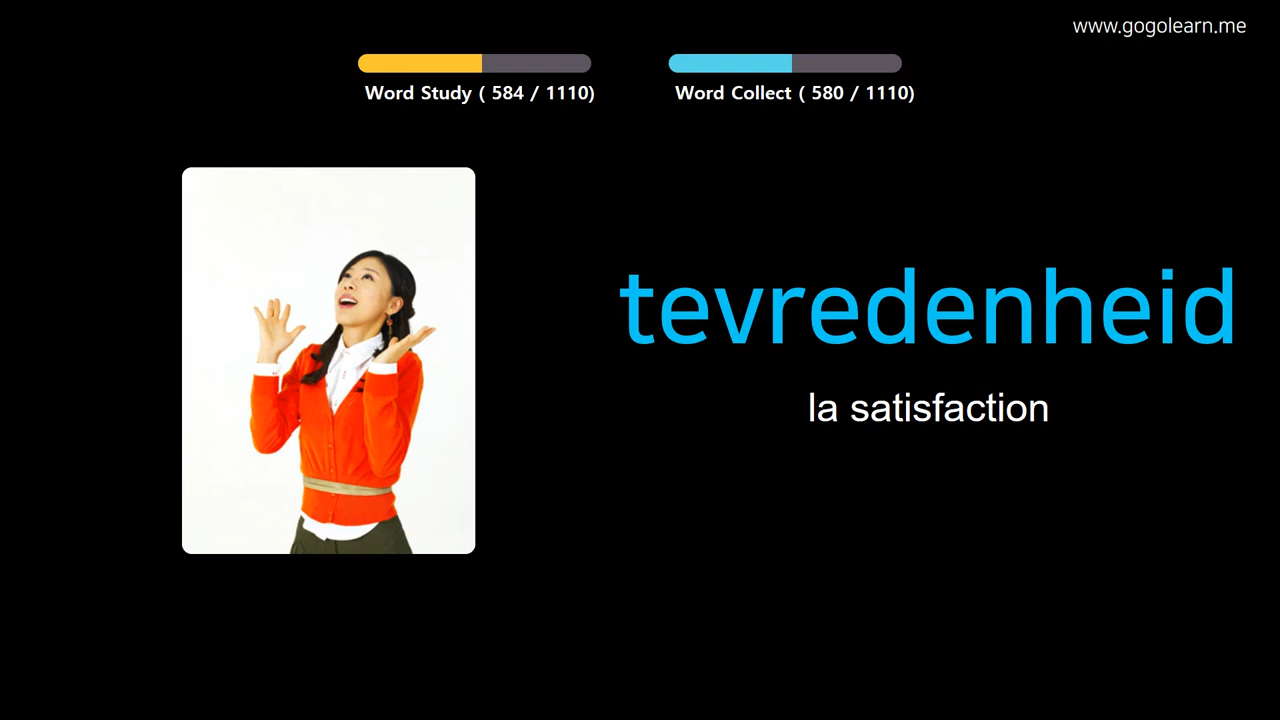 www.gogolearn.me
Word Study ( 584 / 1110)
Word Collect ( 580 / 1110)
tevredenheid
la satisfaction